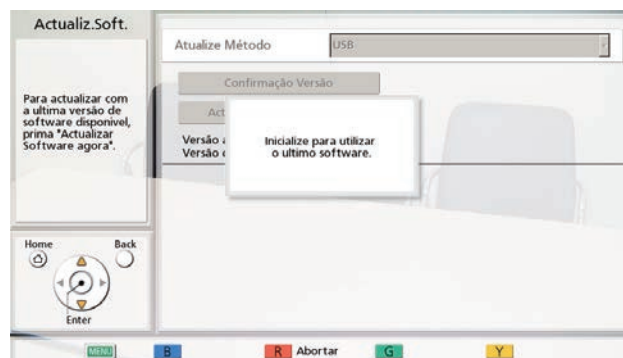 Actualiz.Soft.
Atualize Método
USB
Confirmação Versão
Para actualizar com
a ultima versão de
software disponivel,
prima "Actualizar
Software agora".
Act
Versão
Versão
Inicialize para utilizar
o ultimo software.
Home
Back
Enter
MENU
B
R
Abortar
G
Y